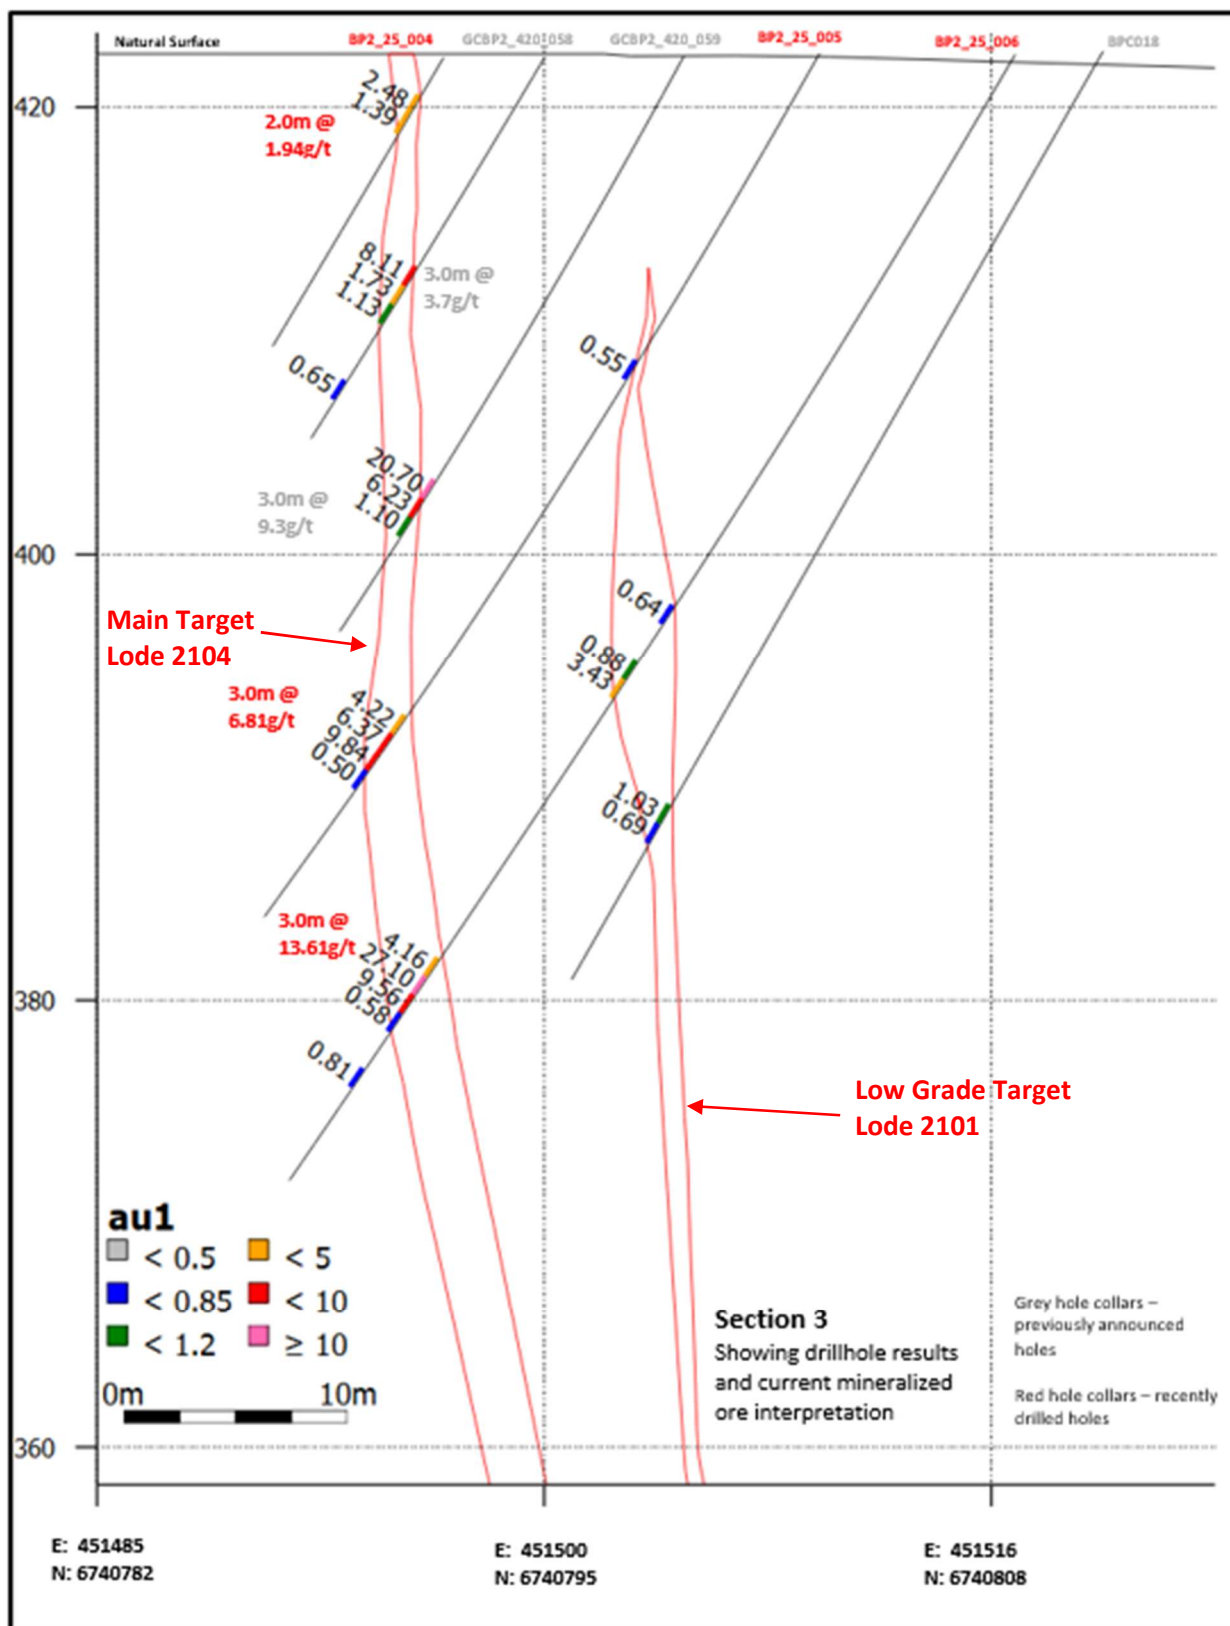 Natural Surface
BP2_25_004
GCBP2_420_058
GCBP2_420_059
BP2_25_005
BP2_25_006
BPC018
420
2.48
1.39
2.0m @
1.94g/t
8.11
1.73
1.13
3.0m @
3.7g/t
0.65
0.55
20.70
6.23
1.10
3.0m @
9.3g/t
400
0.64
0.88
3.43
Main Target
Lode 2104
3.0m @
6.81g/t
4.22
6.37
9.84
0.50
1.03
0.69
3.0m @
13.61g/t
4.16
27.10
9.56
0.58
380
0.81
Low Grade Target
Lode 2101
au1
< 0.5
< 5
< 0.85
< 10
< 1.2
≥ 10
0m
10m
Section 3
Showing drillhole results
and current mineralized
ore interpretation
Grey hole collars –
previously announced
holes
Red hole collars – recently
drilled holes
360
E: 451485
N: 6740782
E: 451500
N: 6740795
E: 451516
N: 6740808